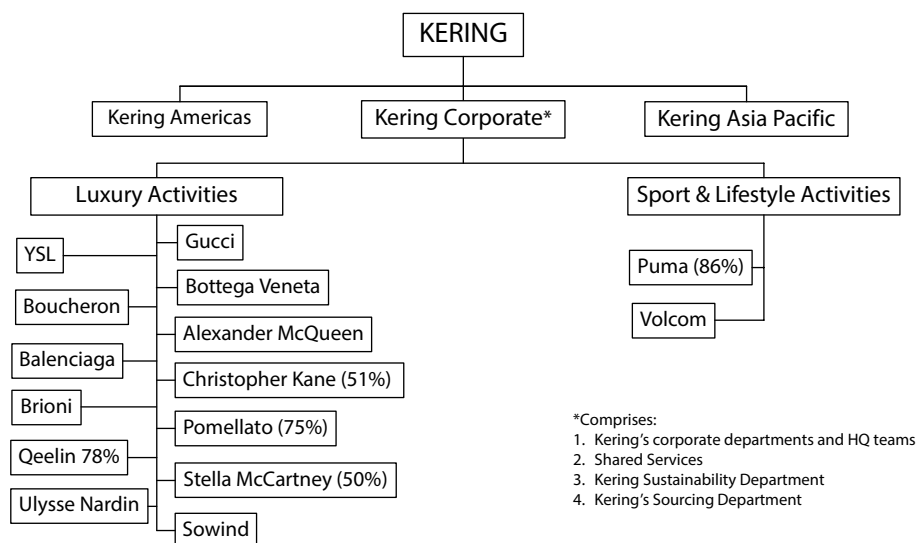 KERING
Kering Americas
Kering Corporate*
Kering Asia Pacific
Luxury Activities
Sport & Lifestyle Activities
YSL
Gucci
Boucheron
Bottega Veneta
Balenciaga
Alexander McQueen
Brioni
Christopher Kane (51%)
Qeelin 78%
Pomellato (75%)
Ulysse Nardin
Stella McCartney (50%)
Sowind
Puma (86%)
Volcom
*Comprises:
1. Kering's corporate departments and HQ teams
2. Shared Services
3. Kering Sustainability Department
4. Kering's Sourcing Department